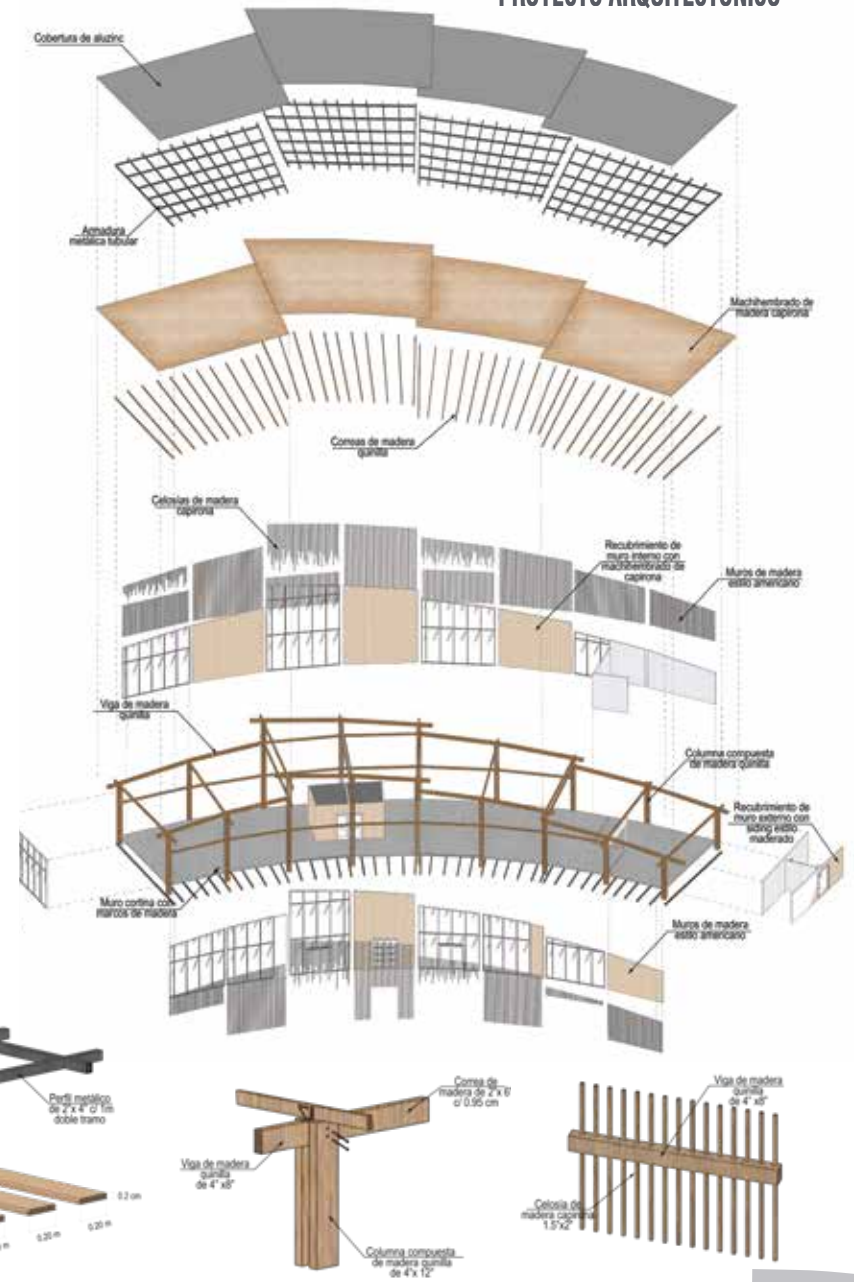 PROYECTO ARQUITECTÓNICO
Cobertura de aluzinc
Armadura
metálica tubular
Machihembrado de
madera capirona
Correas de madera
quinilla
Celosías de madera
capirona
Recubrimiento de
muro interno con
machihembrado de
capirona
Muros de madera
estilo americano
Viga de madera
quinilla
Columna compuesta
de madera quinilla
Recubrimiento de
muro externo con
siding estilo
maderado
Muro cortina con
marcos de madera
Muros de madera
estilo americano
Perfil metálico
de 2"x 4" c/ 1m
doble tramo
0.2 cm
0.20 m
0.20 m
Correa de
madera de 2"x 6'
c/ 0.95 cm
Viga de madera
quinilla
de 4" x8"
Columna compuesta
de madera quinilla
de 4"x 12"
Viga de madera
quinilla
de 4" x8"
Celosía de
madera capirona
1.5"x2"